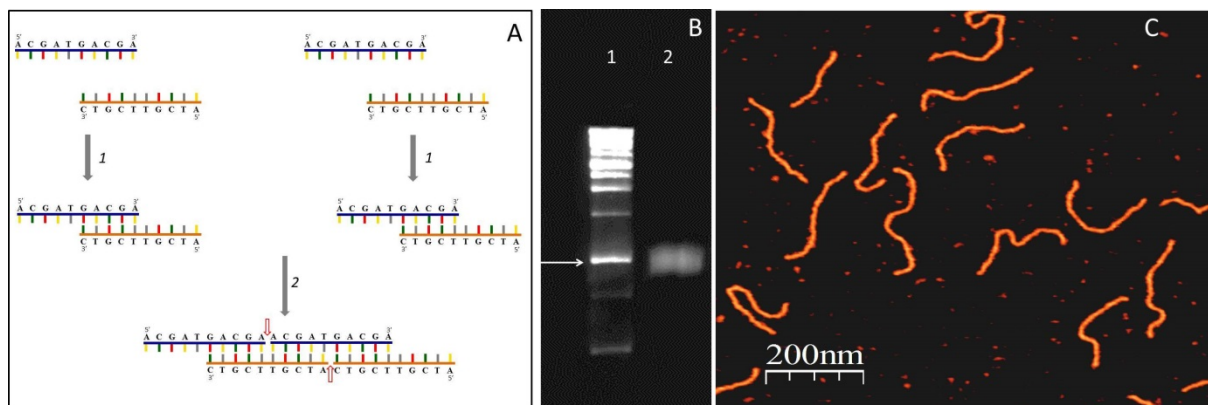 A
5' 3'
A C G A T G A C G A
5' 3'
A C G A T G A C G A
C T G C T T G C T A
3' 5'
C T G C T T G C T A
3' 5'
1
1
5' 3'
A C G A T G A C G A
C T G C T T G C T A
3' 5'
5' 3'
A C G A T G A C G A
C T G C T T G C T A
3' 5'
2
5' 3'
A C G A T G A C G A A C G A T G A C G A
C T G C T T G C T A C T G C T T G C T A
3' 5'
B
1 2
C
200nm